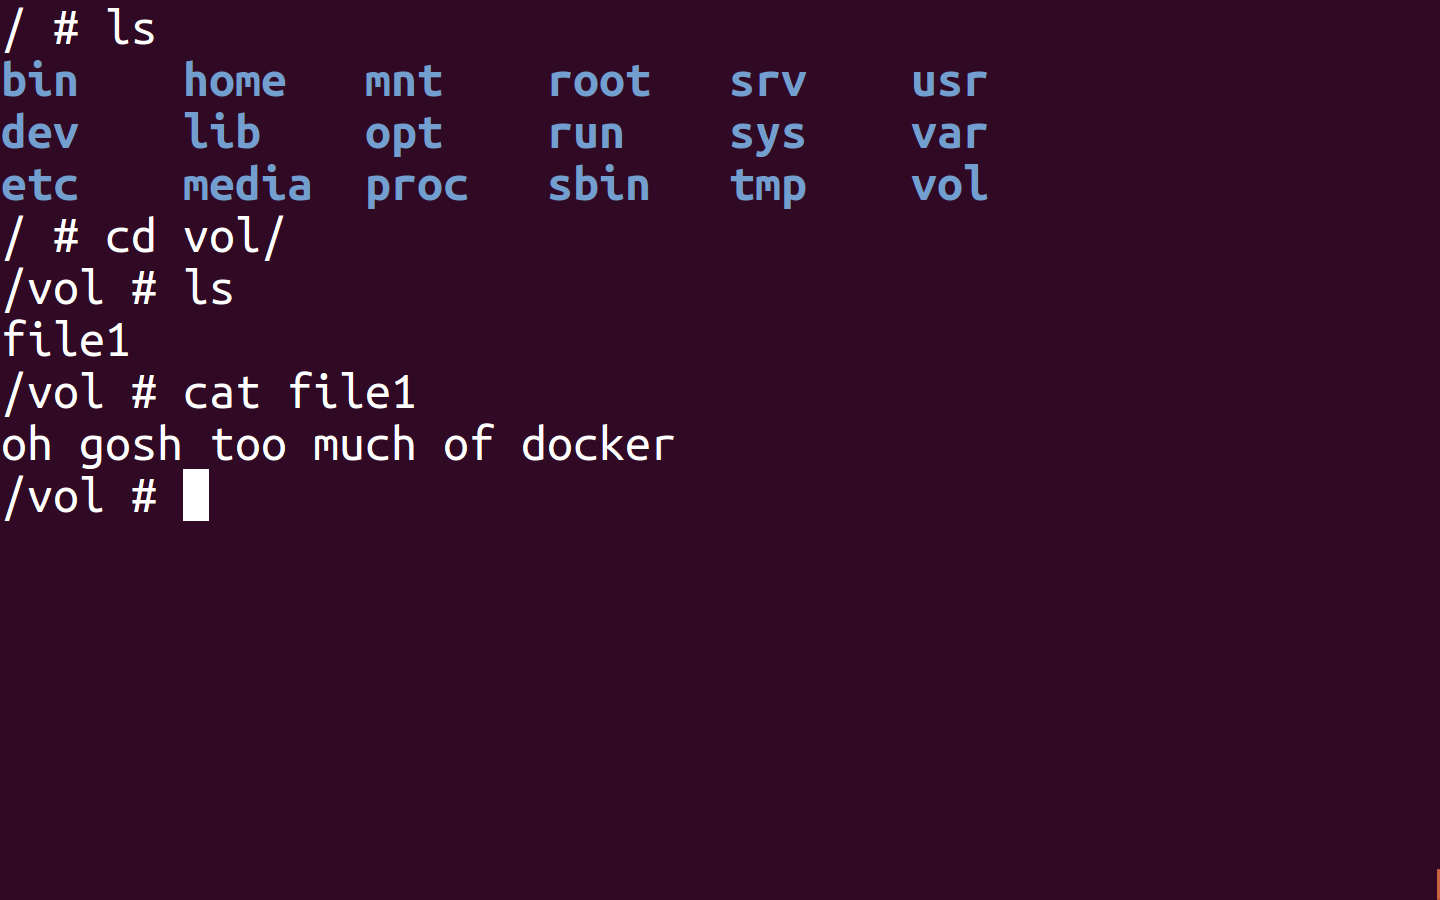 / # ls
bin home mnt root srv usr
dev lib opt run sys var
etc media proc sbin tmp vol
/ # cd vol/
/vol # ls
file1
/vol # cat file1
oh gosh too much of docker
/vol #